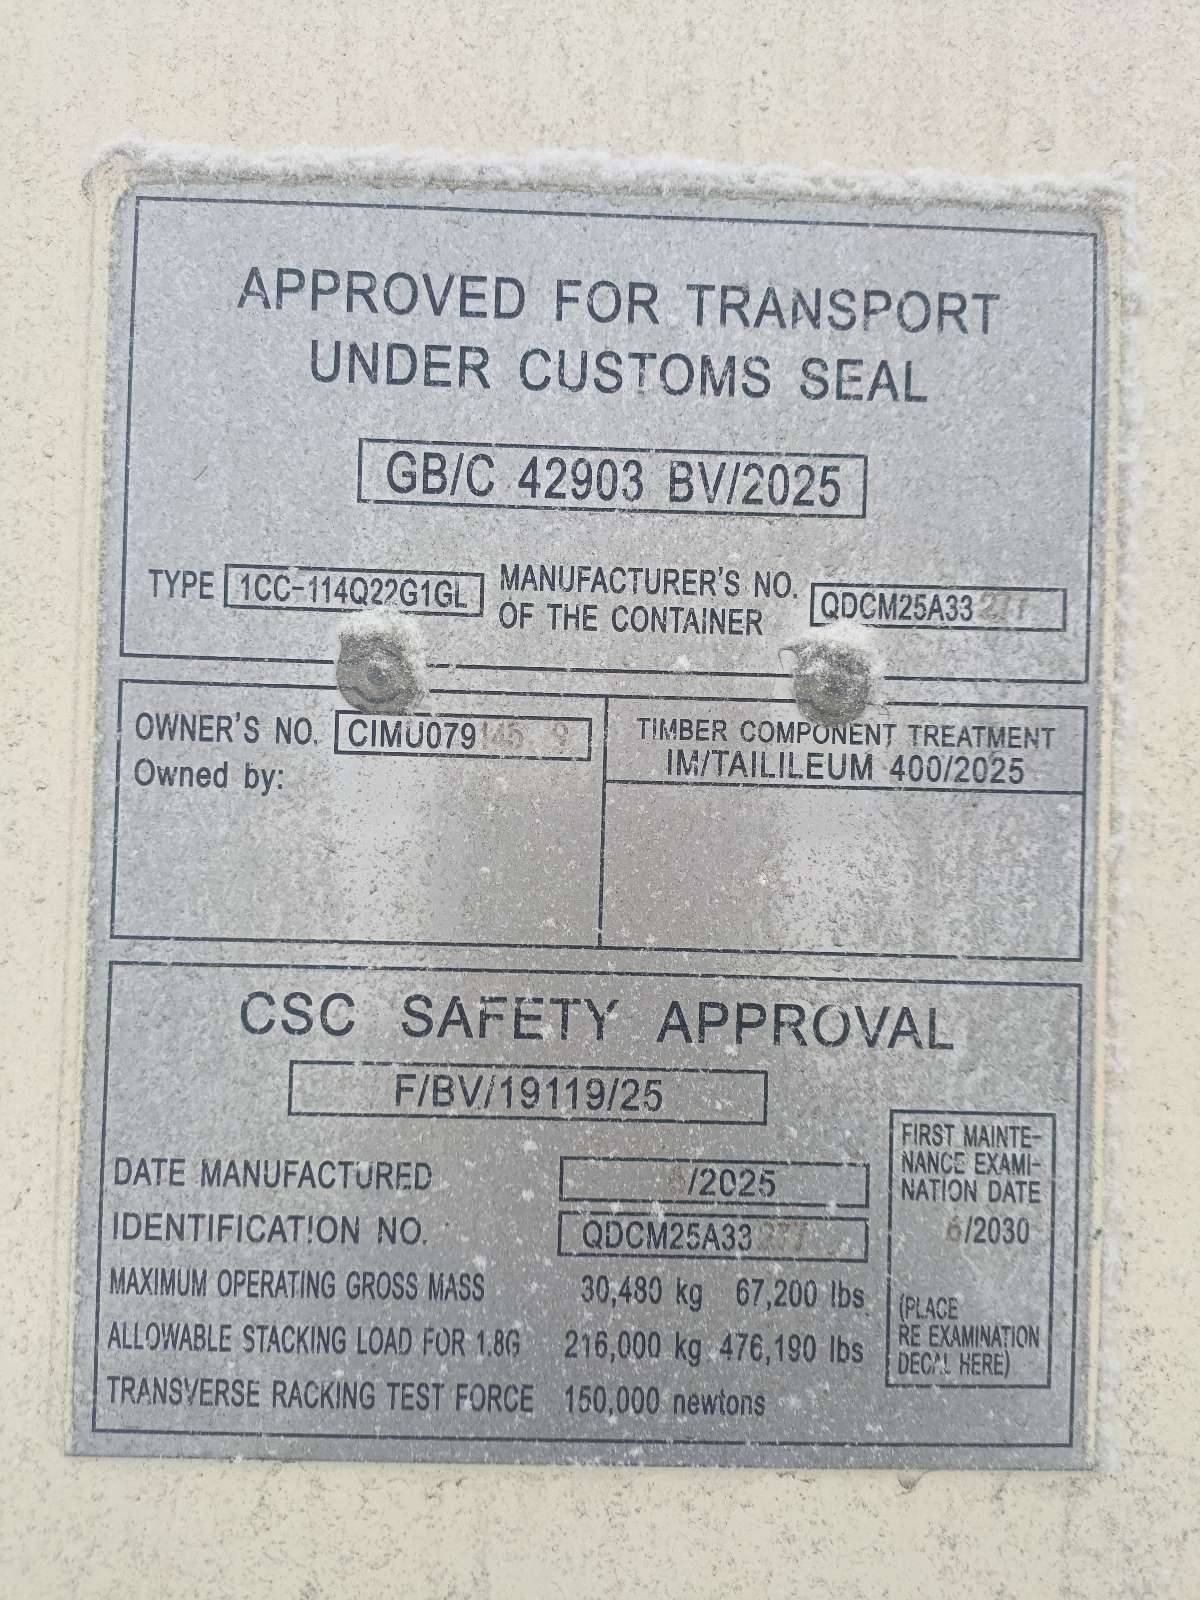 APPROVED FOR TRANSPORT
UNDER CUSTOMS SEAL
GB/C 42903 BV/2025
TYPE 1CC-114Q22G1GL
MANUFACTURER'S NO.
OF THE CONTAINER
QDCM25A33
OWNER'S NO. CIMU079
Owned by:
TIMBER COMPONENT TREATMENT
IM/TAILILEUM 400/2025
CSC SAFETY APPROVAL
F/BV/19119/25
DATE MANUFACTURED /2025
IDENTIFICATION NO. QDCM25A33
MAXIMUM OPERATING GROSS MASS 30,480 kg 67,200 lbs
ALLOWABLE STACKING LOAD FOR 1.8G 216,000 kg 476,190 lbs
TRANSVERSE RACKING TEST FORCE 150,000 newtons
FIRST MAINTE-
NANCE EXAMI-
NATION DATE
6/2030
(PLACE
RE EXAMINATION
DECAL HERE)